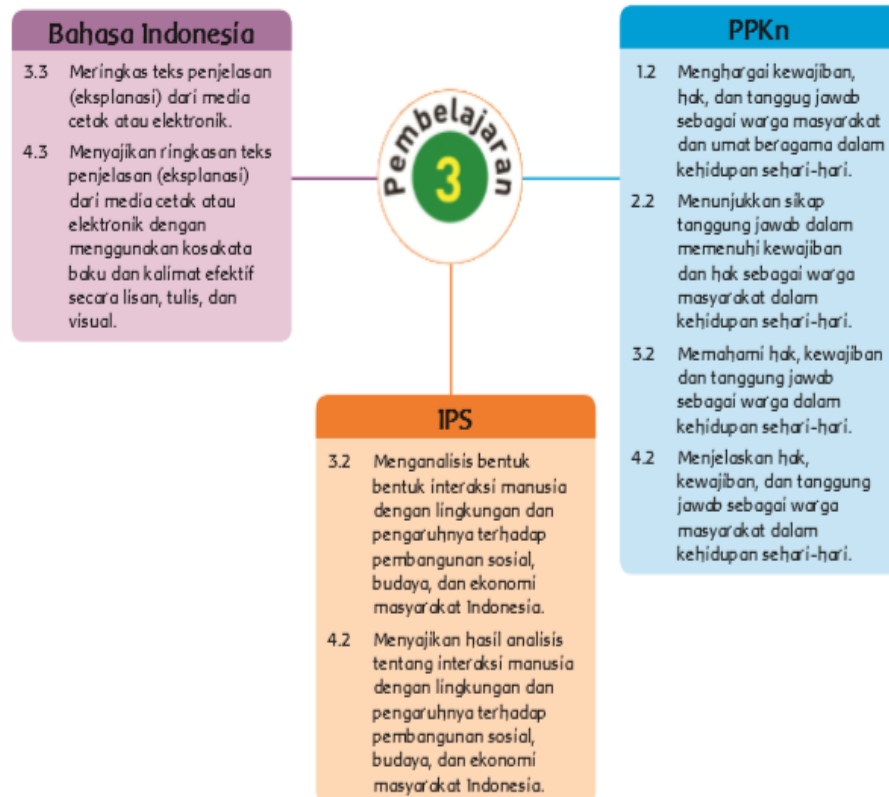 Bahasa Indonesia
3.3 Meringkas teks penjelasan
(eksplanasi) dari media
cetak atau elektronik.
4.3 Menyajikan ringkasan teks
penjelasan (eksplanasi)
dari media cetak atau
elektronik dengan
menggunakan kosakata
baku dan kalimat efektif
secara lisan, tulis, dan
visual.
Pembelajaran
3
PPKn
1.2 Menghargai kewajiban,
hak, dan tanggug jawab
sebagai warga masyarakat
dan umat beragama dalam
kehidupan sehari-hari.
2.2 Menunjukkan sikap
tanggung jawab dalam
memenuhi kewajiban
dan hak sebagai warga
masyarakat dalam
kehidupan sehari-hari.
3.2 Memahami hak, kewajiban
dan tanggung jawab
sebagai warga dalam
kehidupan sehari-hari.
4.2 Menjelaskan hak,
kewajiban, dan tanggung
jawab sebagai warga
masyarakat dalam
kehidupan sehari-hari.
IPS
3.2 Menganalisis bentuk
bentuk interaksi manusia
dengan lingkungan dan
pengaruhnya terhadap
pembangunan sosial,
budaya, dan ekonomi
masyarakat Indonesia.
4.2 Menyajikan hasil analisis
tentang interaksi manusia
dengan lingkungan dan
pengaruhnya terhadap
pembangunan sosial,
budaya, dan ekonomi
masyarakat Indonesia.